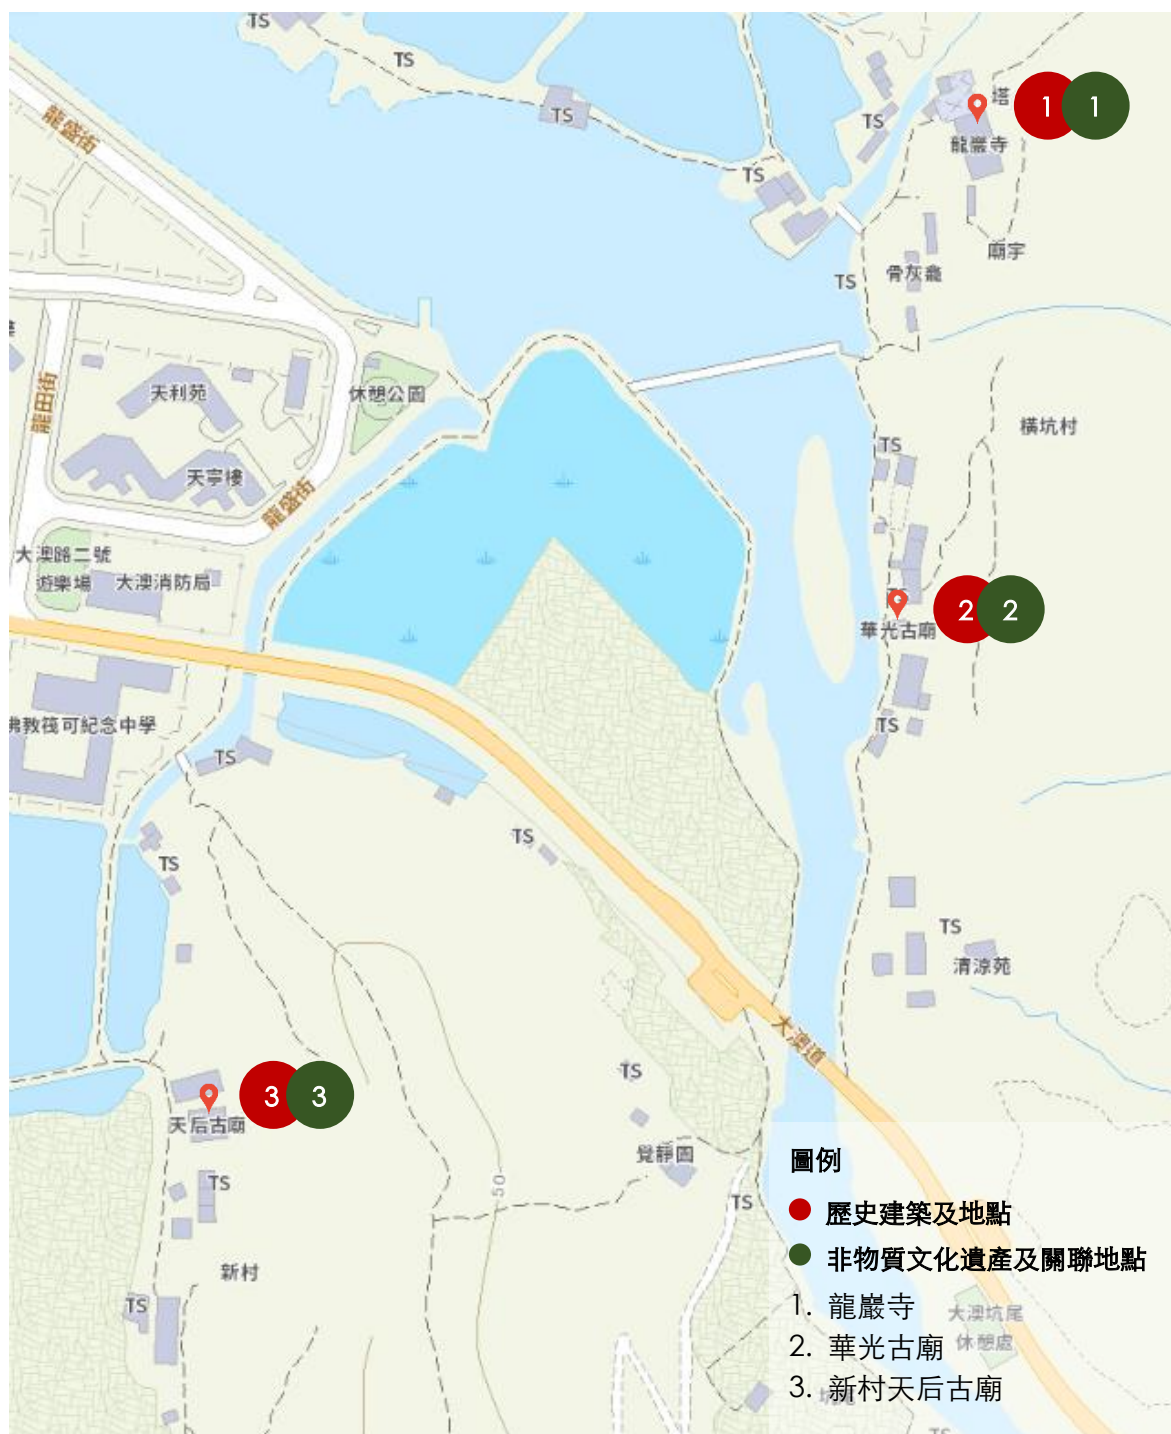 TS
TS
龍盛街
TS
TS
TS
塔
1
1
龍巖寺
廟宇
TS
骨灰龕
龍田街
天利苑
休憩公園
天寧樓
龍盛街
橫坑村
TS
大澳路二號
遊樂場
大澳消防局
2
2
華光古廟
TS
佛教筏可紀念中學
TS
TS
TS
TS
清涼苑
大澳道
TS
3
3
天后古廟
TS
覺靜園
50
TS
新村
TS
圖例
歷史建築及地點
非物質文化遺產及關聯地點
1. 龍巖寺
2. 華光古廟
3. 新村天后古廟
大澳坑尾
休憩處
TS